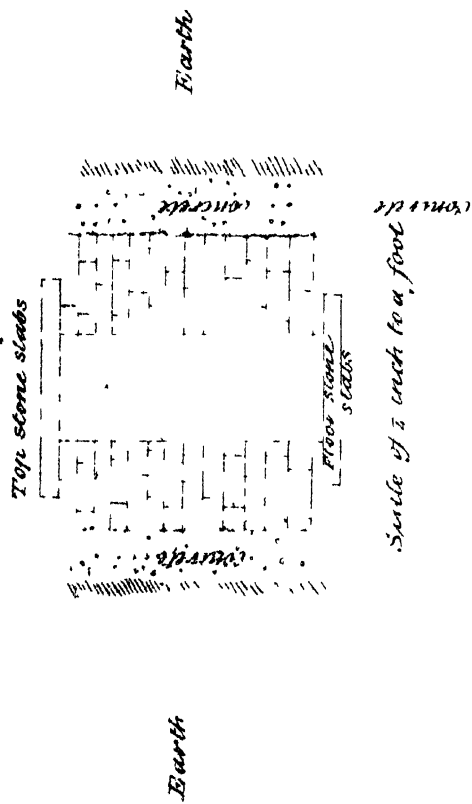 Top stone slabs
Earth
concrete
concrete
Earth
Floor stone
slabs
concrete
Scale of ½ inch to a foot